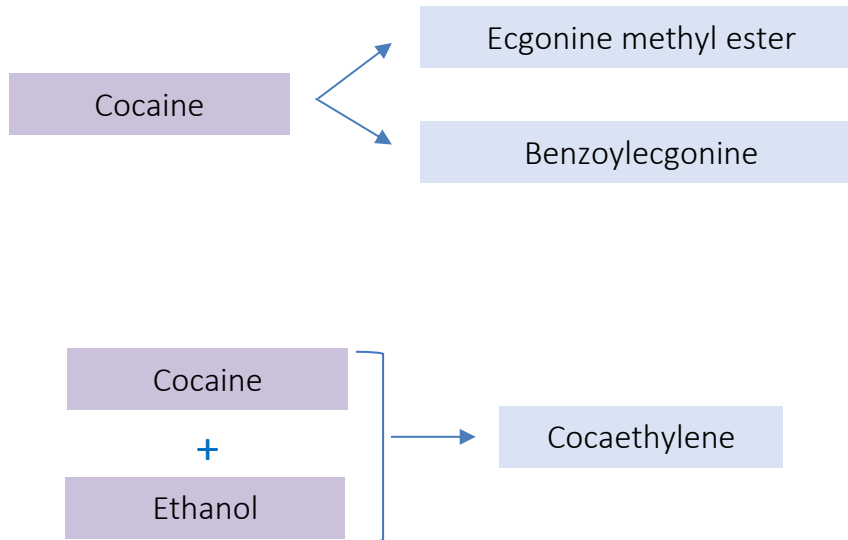 Ecgonine methyl ester
Cocaine
Benzoylecgonine
Cocaine
+
Ethanol
Cocaethylene